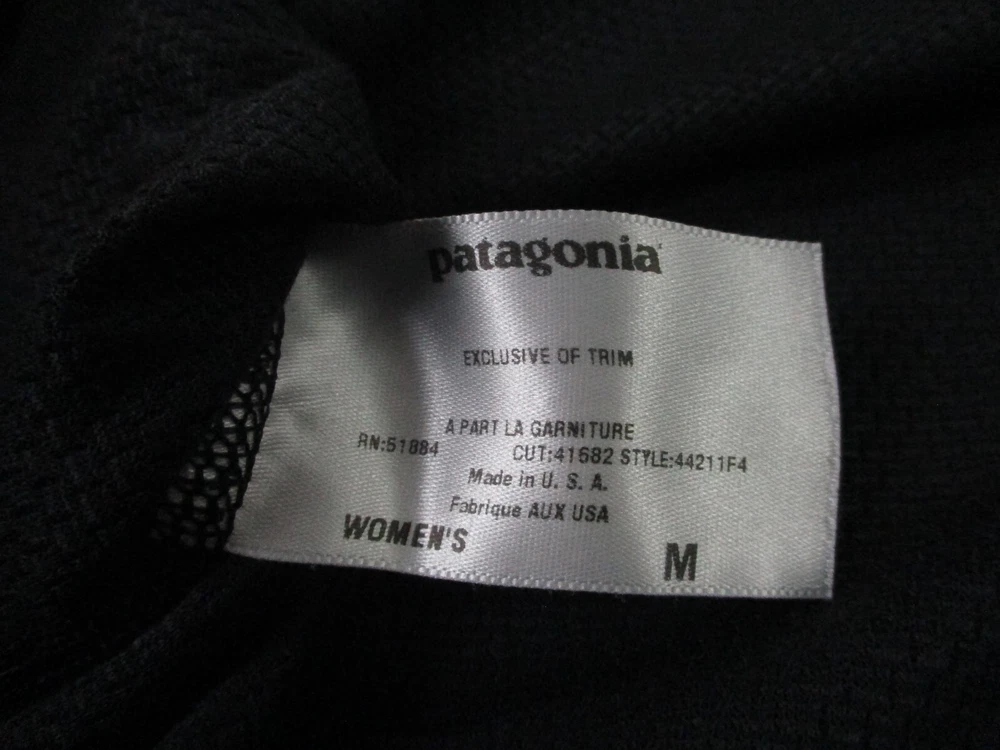 patagonia
EXCLUSIVE OF TRIM
A PART LA GARNITURE
RN:51884 CUT:41682 STYLE:44211F4
Made in U. S. A.
Fabrique AUX USA
WOMEN'S M